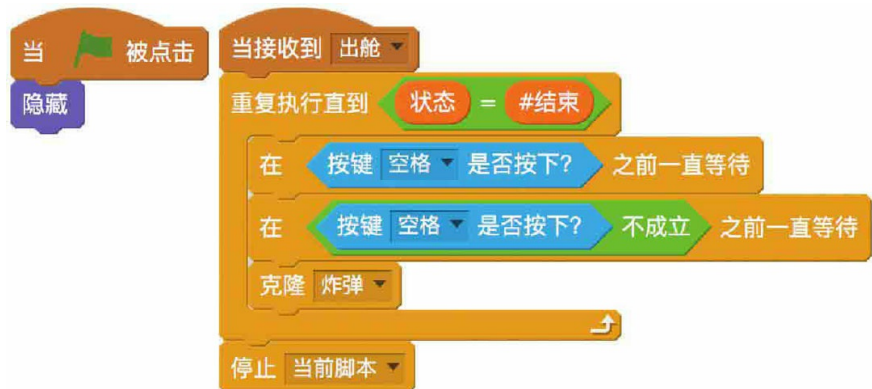 当 被点击
隐藏
当接收到 出舱
重复执行直到 状态 = #结束
在 按键 空格 是否按下? 之前一直等待
在 按键 空格 是否按下? 不成立 之前一直等待
克隆 炸弹
停止 当前脚本